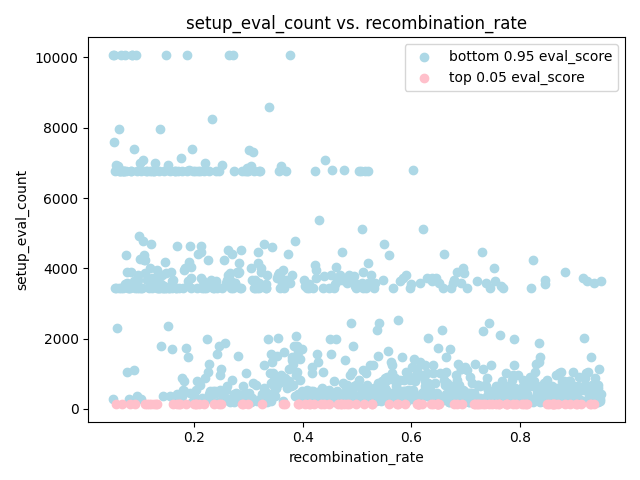 setup_eval_count vs. recombination_rate
bottom 0.95 eval_score
top 0.05 eval_score
setup_eval_count
10000
8000
6000
4000
2000
0
0.2
0.4
0.6
0.8
recombination_rate